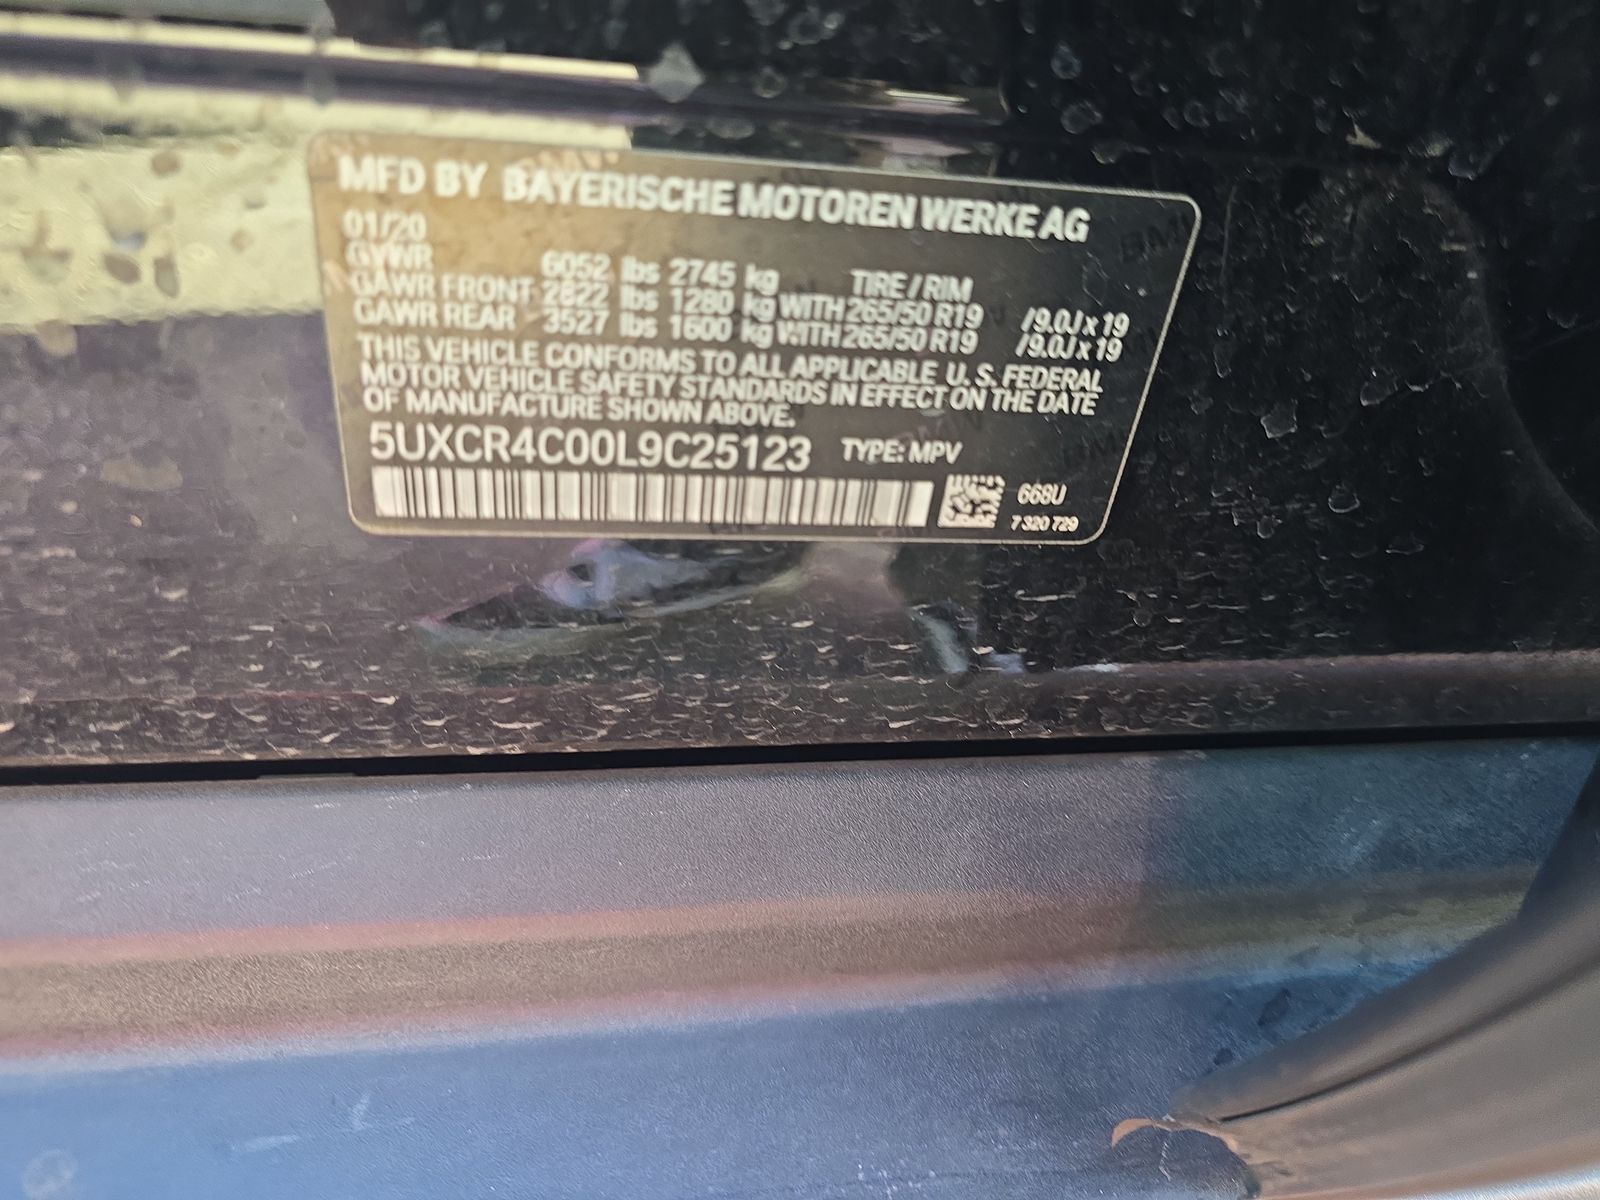 MFD BY BAYERISCHE MOTOREN WERKE AG
01/20
GVWR 6052 lbs 2745 kg TIRE / RIM
GAWR FRONT 2822 lbs 1280 kg WITH 265/50 R19 /9.0J x 19
GAWR REAR 3527 lbs 1600 kg WITH 265/50 R19 /9.0J x 19
THIS VEHICLE CONFORMS TO ALL APPLICABLE U. S. FEDERAL
MOTOR VEHICLE SAFETY STANDARDS IN EFFECT ON THE DATE
OF MANUFACTURE SHOWN ABOVE.
5UXCR4C00L9C25123 TYPE: MPV
668U
7 320 729